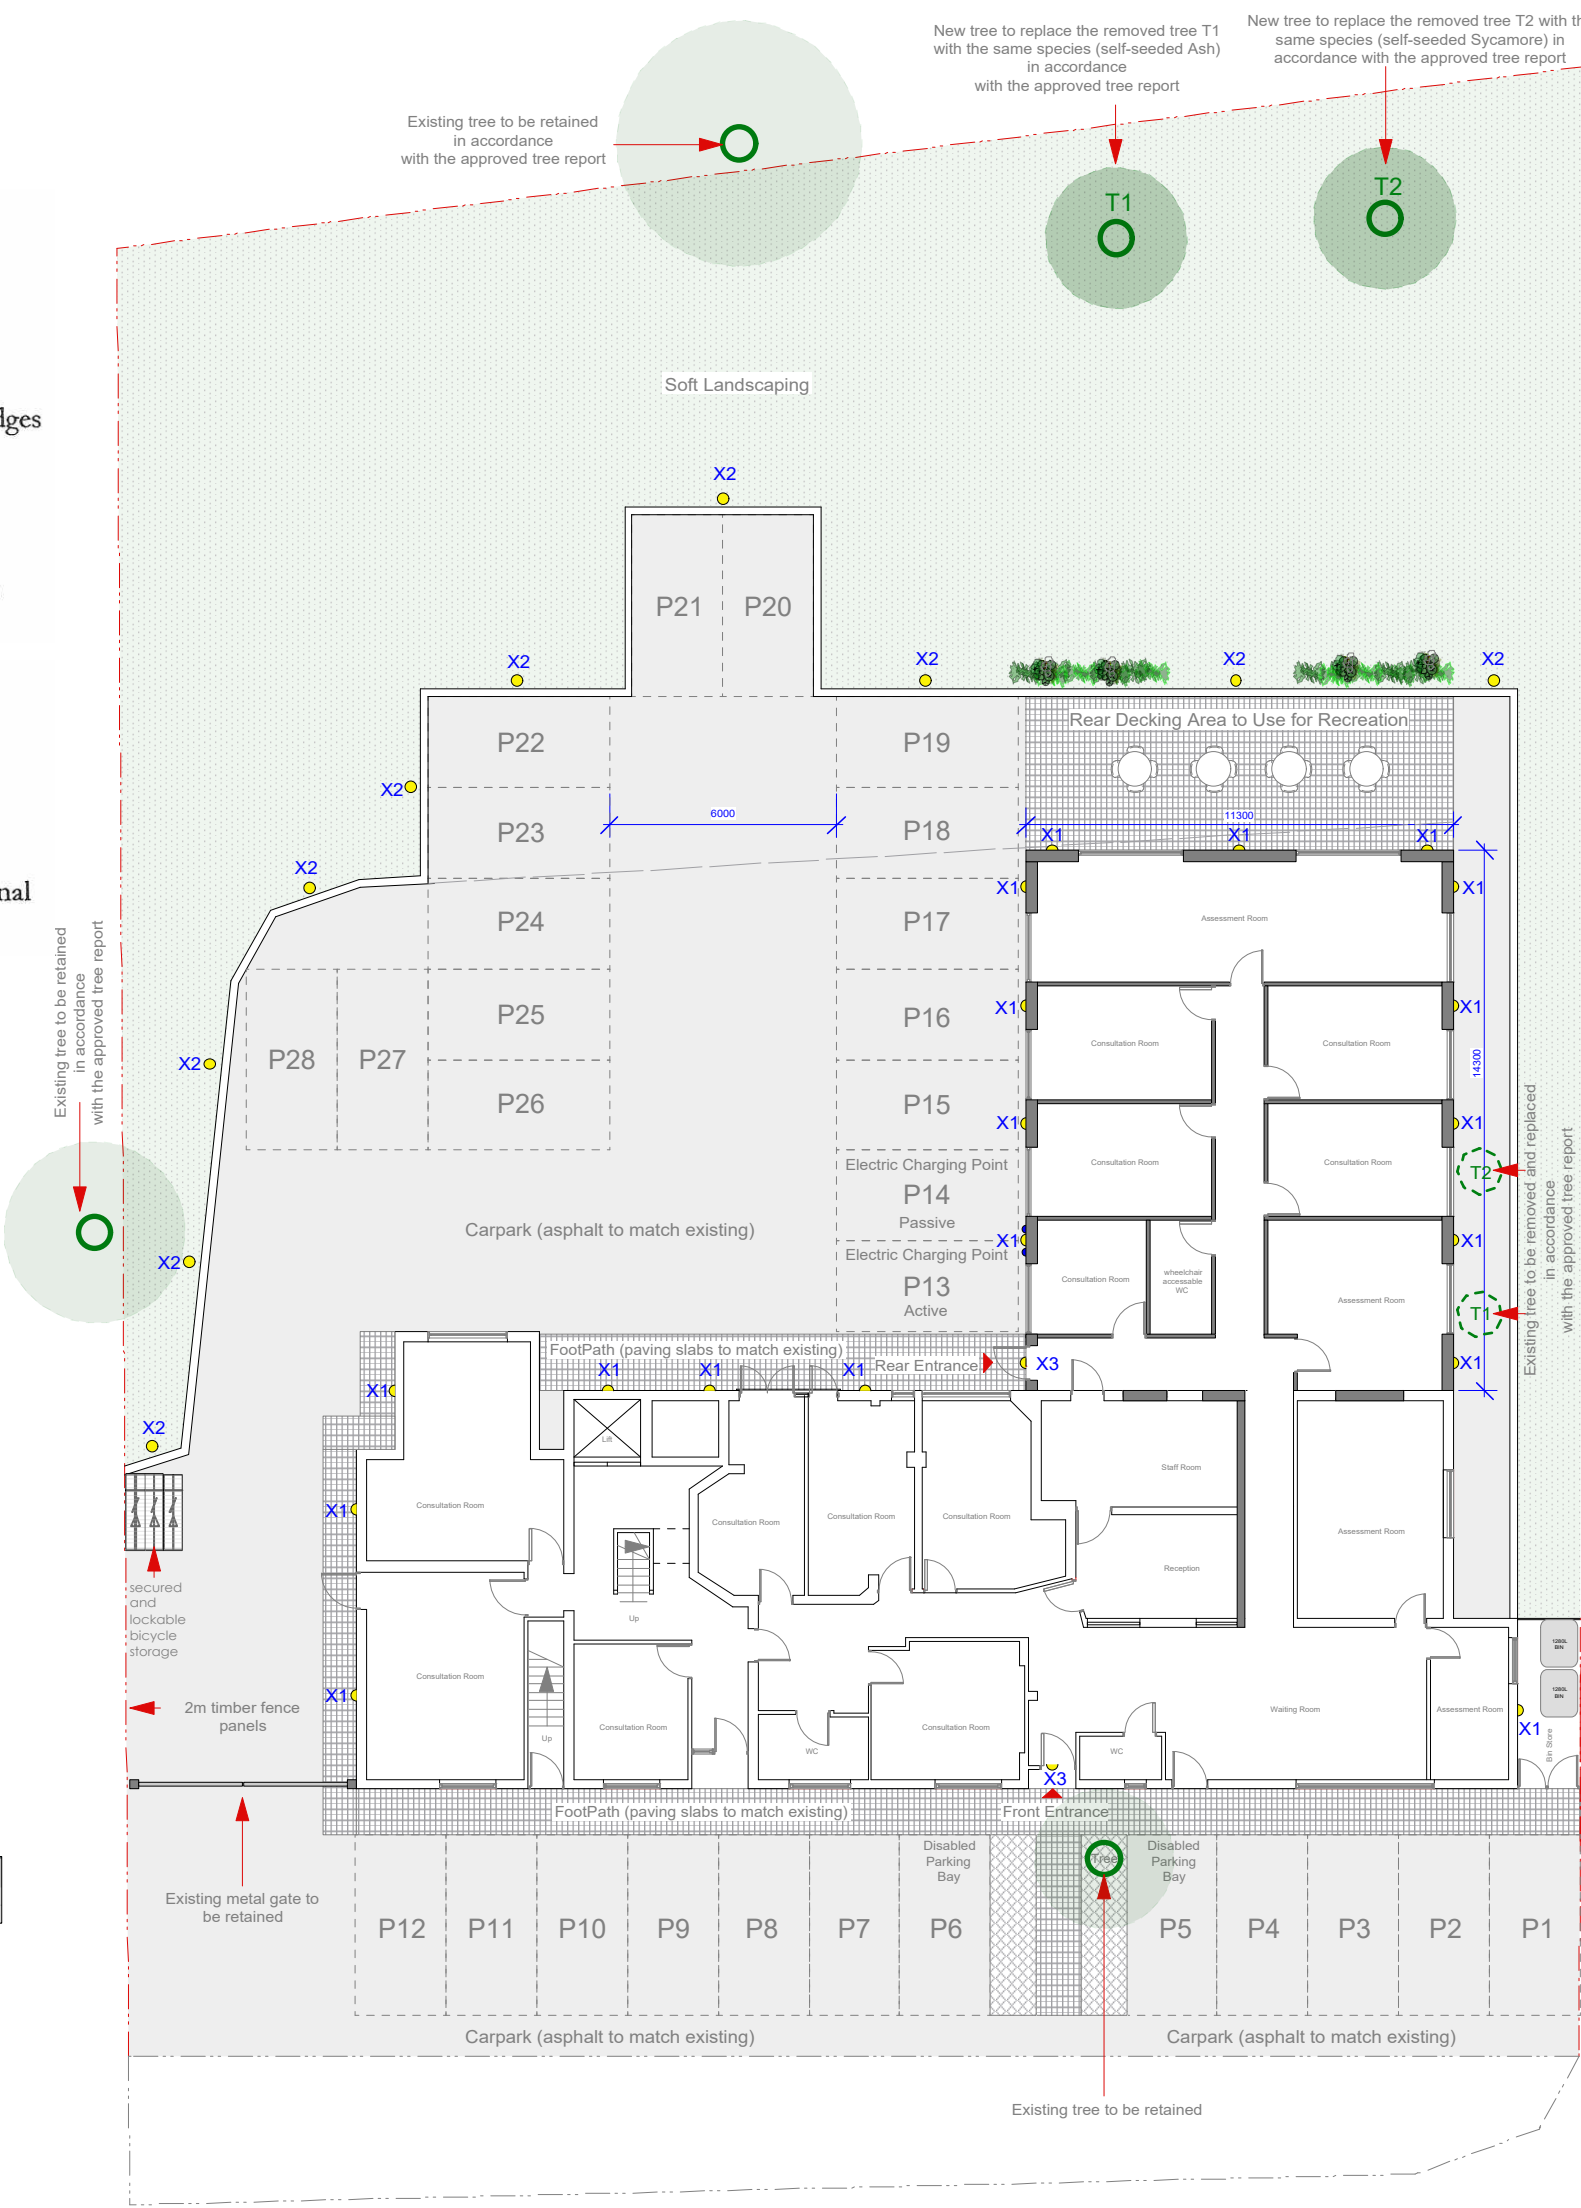 New tree to replace the removed tree T1
with the same species (self-seeded Ash)
in accordance
with the approved tree report
New tree to replace the removed tree T2 with th
same species (self-seeded Sycamore) in
accordance with the approved tree report
Existing tree to be retained
in accordance
with the approved tree report
T1
T2
Soft Landscaping
dges
X2
P21
P20
X2
X2
X2
X2
P22
P19
Rear Decking Area to Use for Recreation
X2
P23
6000
P18
11300
X1
X1
X1
X2
nal
X1
X1
P24
P17
Assessment Room
Existing tree to be retained
in accordance
with the approved tree report
P25
P16
X1
X1
Consultation Room
Consultation Room
14300
X2
P28
P27
P26
P15
X1
X1
Electric Charging Point
P14
Passive
Consultation Room
Consultation Room
T2
Existing tree to be removed and replaced
in accordance
with the approved tree report
Carpark (asphalt to match existing)
X1
X1
X2
Electric Charging Point
P13
Active
Consultation Room
wheelchair
accessable
WC
Assessment Room
T1
FootPath (paving slabs to match existing)
Rear Entrance
X3
X1
X1
X1
X1
X1
X2
Lift
Consultation Room
Consultation Room
Consultation Room
Consultation Room
Staff Room
Assessment Room
X1
Reception
secured
and
lockable
bicycle
storage
Up
Consultation Room
X1
2m timber fence
panels
Up
Consultation Room
WC
Consultation Room
WC
Waiting Room
Assessment Room
1280L
BIN
1280L
BIN
X1
Bin Store
X3
FootPath (paving slabs to match existing)
Front Entrance
Disabled
Parking
Bay
Tree
Disabled
Parking
Bay
Existing metal gate to
be retained
P12
P11
P10
P9
P8
P7
P6
P5
P4
P3
P2
P1
Carpark (asphalt to match existing)
Carpark (asphalt to match existing)
Existing tree to be retained